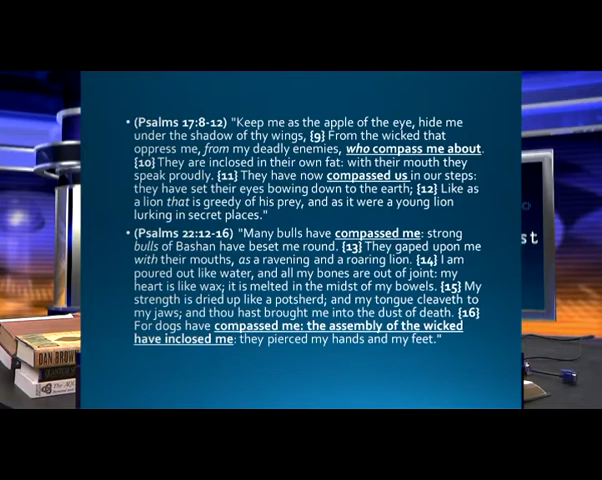 • (Psalms 17:8-12) "Keep me as the apple of the eye, hide me
under the shadow of thy wings, {9} From the wicked that
oppress me, from my deadly enemies, who compass me about.
{10} They are inclosed in their own fat: with their mouth they
speak proudly. {11} They have now compassed us in our steps:
they have set their eyes bowing down to the earth; {12} Like as
a lion that is greedy of his prey, and as it were a young lion
lurking in secret places."
• (Psalms 22:12-16) "Many bulls have compassed me: strong
bulls of Bashan have beset me round. {13} They gaped upon me
with their mouths, as a ravening and a roaring lion. {14} I am
poured out like water, and all my bones are out of joint: my
heart is like wax; it is melted in the midst of my bowels. {15} My
strength is dried up like a potsherd; and my tongue cleaveth to
my jaws; and thou hast brought me into the dust of death. {16}
For dogs have compassed me: the assembly of the wicked
have inclosed me: they pierced my hands and my feet."
st
DAN BROWN
The